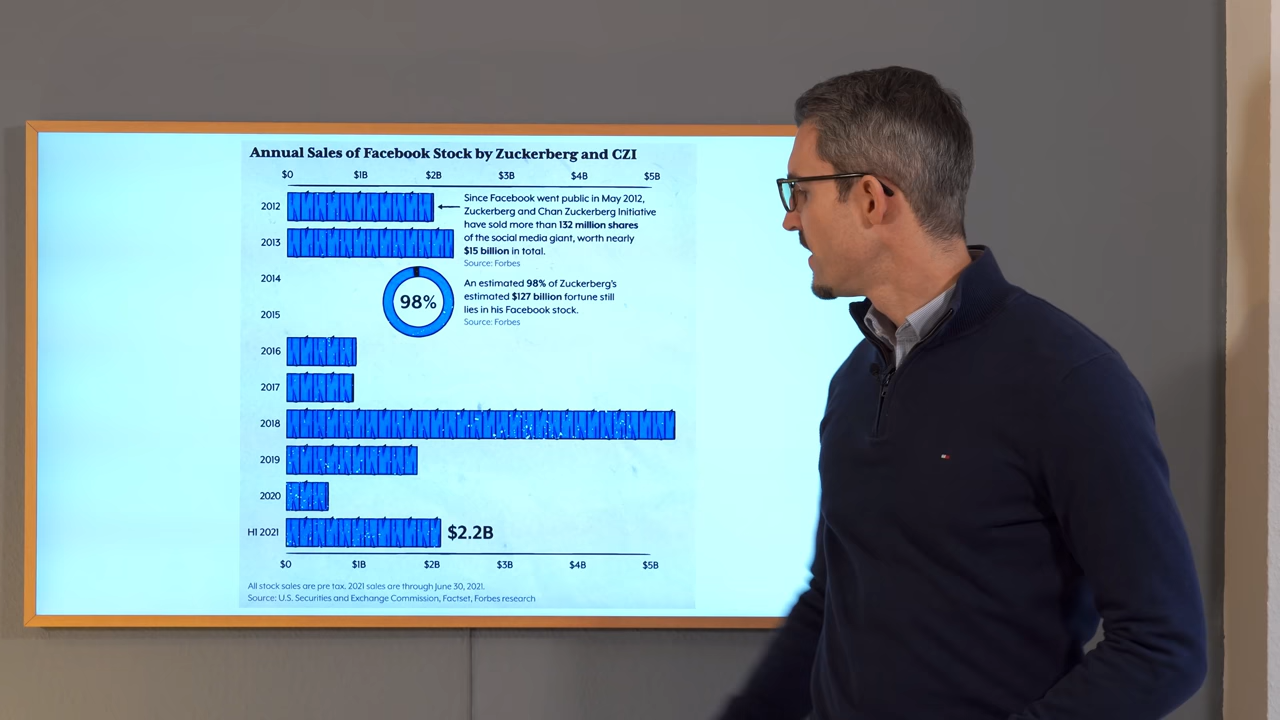 Annual Sales of Facebook Stock by Zuckerberg and CZI
$0 $1B $2B $3B $4B $5B
2012
Since Facebook went public in May 2012,
Zuckerberg and Chan Zuckerberg Initiative
have sold more than 132 million shares
of the social media giant, worth nearly
$15 billion in total.
Source: Forbes
2013
2014
98%
An estimated 98% of Zuckerberg's
estimated $127 billion fortune still
lies in his Facebook stock.
Source: Forbes
2015
2016
2017
2018
2019
2020
H1 2021 $2.2B
$0 $1B $2B $3B $4B $5B
All stock sales are pre tax. 2021 sales are through June 30, 2021.
Source: U.S. Securities and Exchange Commission, Factset, Forbes research